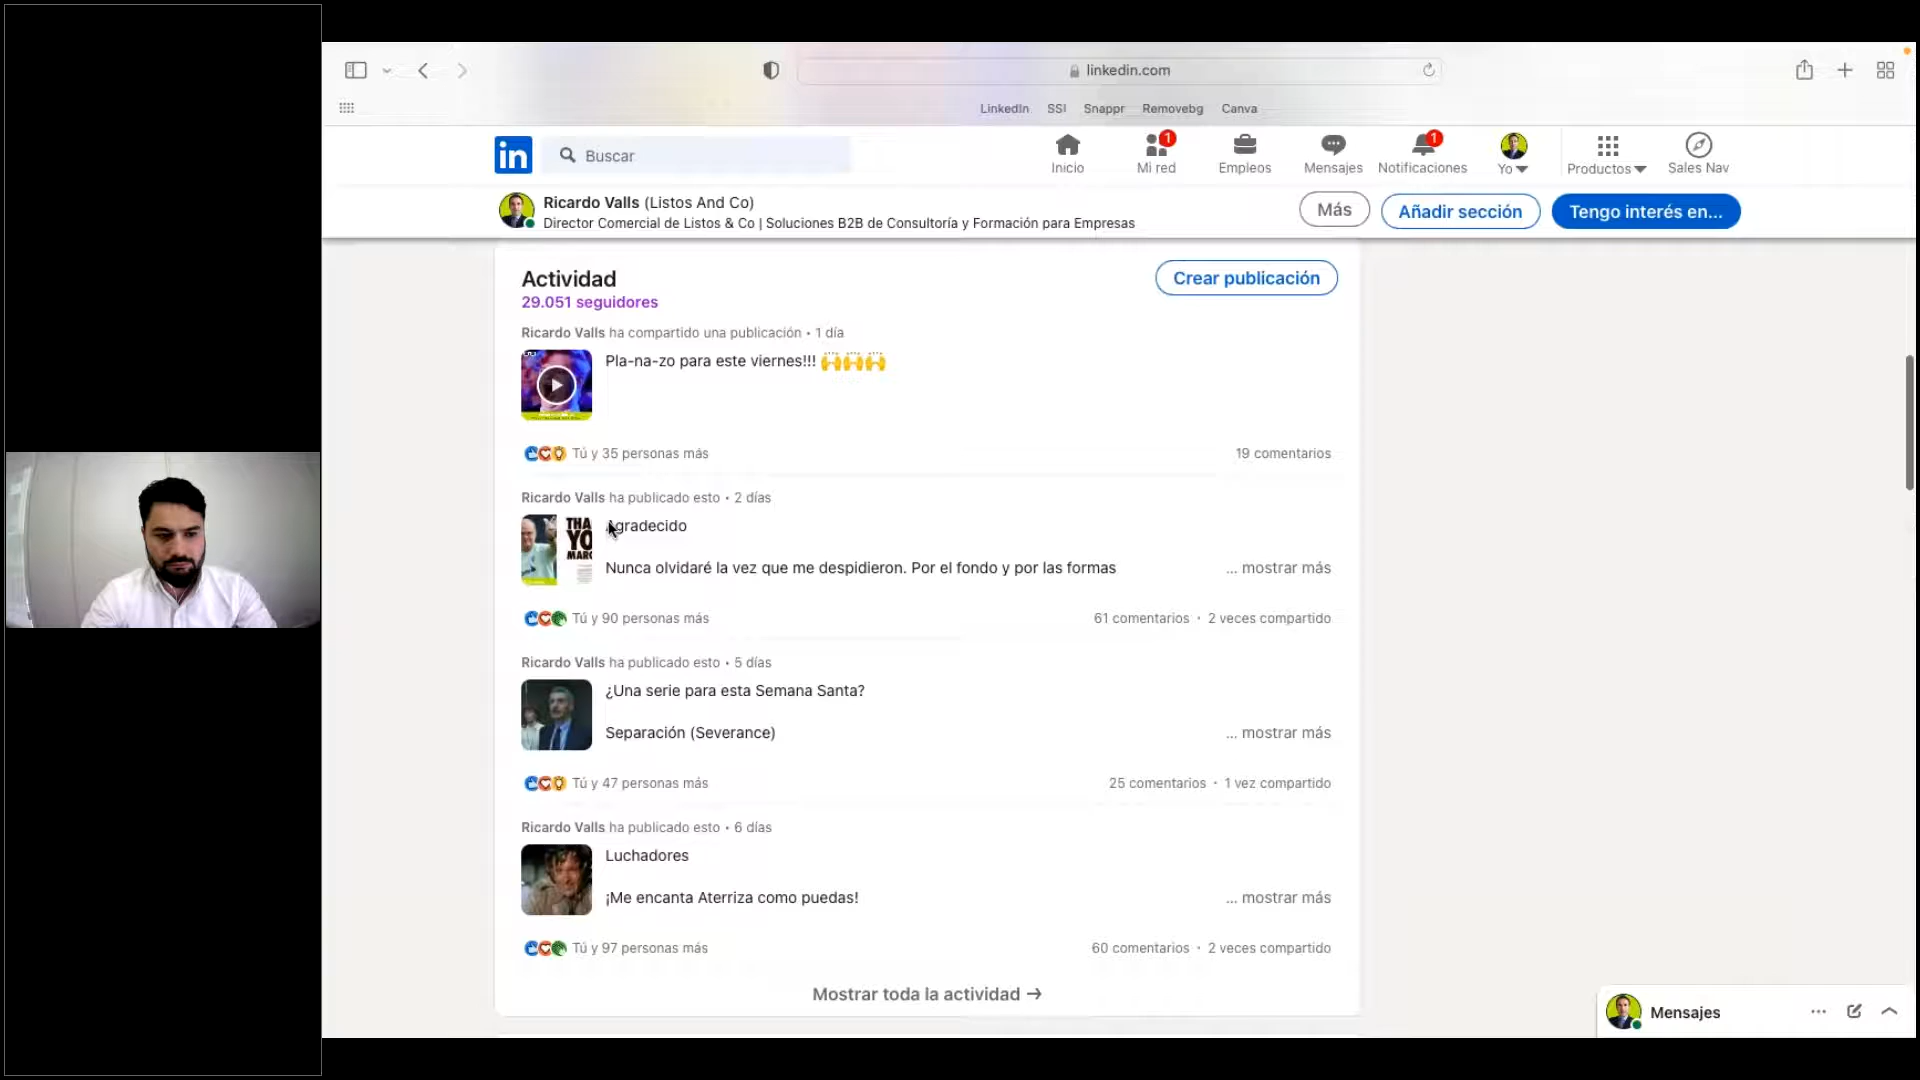 linkedin.com
LinkedIn SSI Snappr Removebg Canva
in
Buscar
Inicio
1
Mi red
Empleos
Mensajes
1
Notificaciones
Yo
Productos
Sales Nav
Ricardo Valls (Listos And Co)
Director Comercial de Listos & Co | Soluciones B2B de Consultoría y Formación para Empresas
Más
Añadir sección
Tengo interés en...
Actividad
29.051 seguidores
Crear publicación
Ricardo Valls ha compartido una publicación • 1 día
Pla-na-zo para este viernes!!! 🙌🙌🙌
Tú y 35 personas más
19 comentarios
Ricardo Valls ha publicado esto • 2 días
THA
YO
MAR
Agradecido
Nunca olvidaré la vez que me despidieron. Por el fondo y por las formas
... mostrar más
Tú y 90 personas más
61 comentarios • 2 veces compartido
Ricardo Valls ha publicado esto • 5 días
¿Una serie para esta Semana Santa?
Separación (Severance)
... mostrar más
Tú y 47 personas más
25 comentarios • 1 vez compartido
Ricardo Valls ha publicado esto • 6 días
Luchadores
¡Me encanta Aterriza como puedas!
... mostrar más
Tú y 97 personas más
60 comentarios • 2 veces compartido
Mostrar toda la actividad →
Mensajes